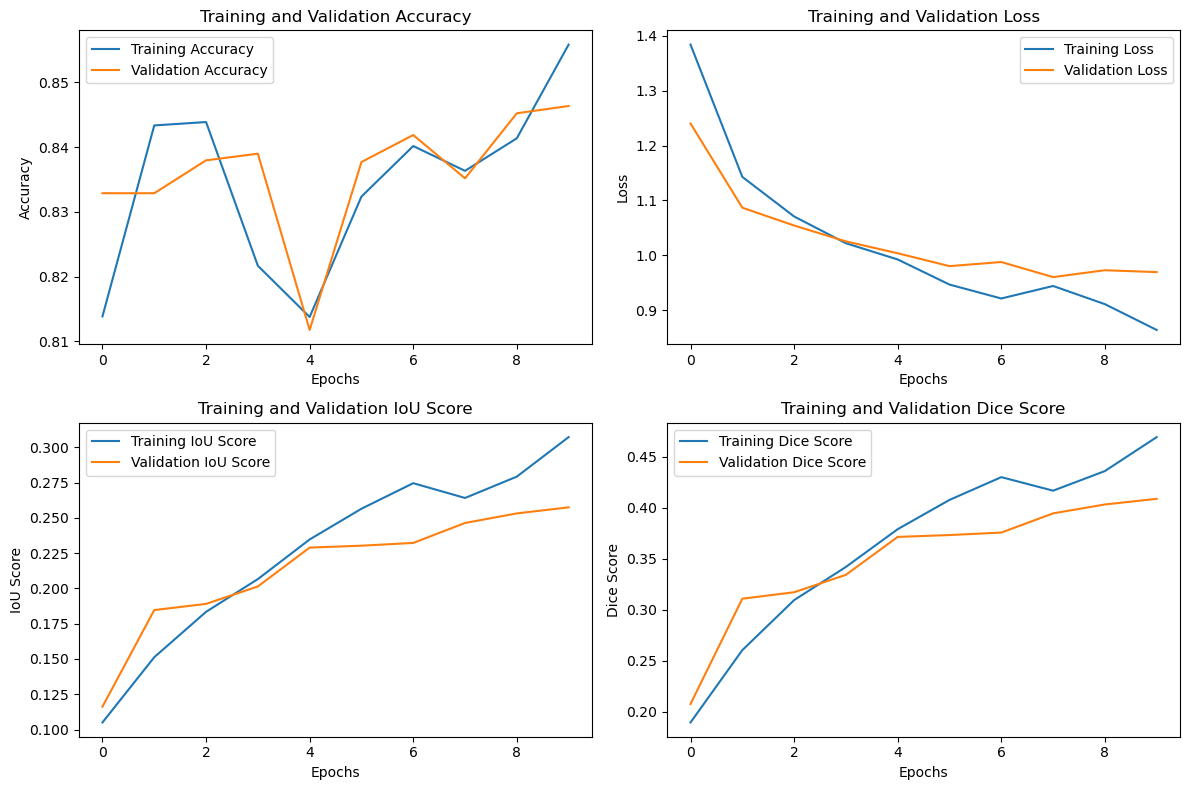 Training and Validation Accuracy
Training Accuracy
Validation Accuracy
Accuracy
0.85
0.84
0.83
0.82
0.81
0 2 4 6 8
Epochs
Training and Validation Loss
Training Loss
Validation Loss
Loss
1.4
1.3
1.2
1.1
1.0
0.9
0 2 4 6 8
Epochs
Training and Validation IoU Score
Training IoU Score
Validation IoU Score
IoU Score
0.300
0.275
0.250
0.225
0.200
0.175
0.150
0.125
0.100
0 2 4 6 8
Epochs
Training and Validation Dice Score
Training Dice Score
Validation Dice Score
Dice Score
0.45
0.40
0.35
0.30
0.25
0.20
0 2 4 6 8
Epochs